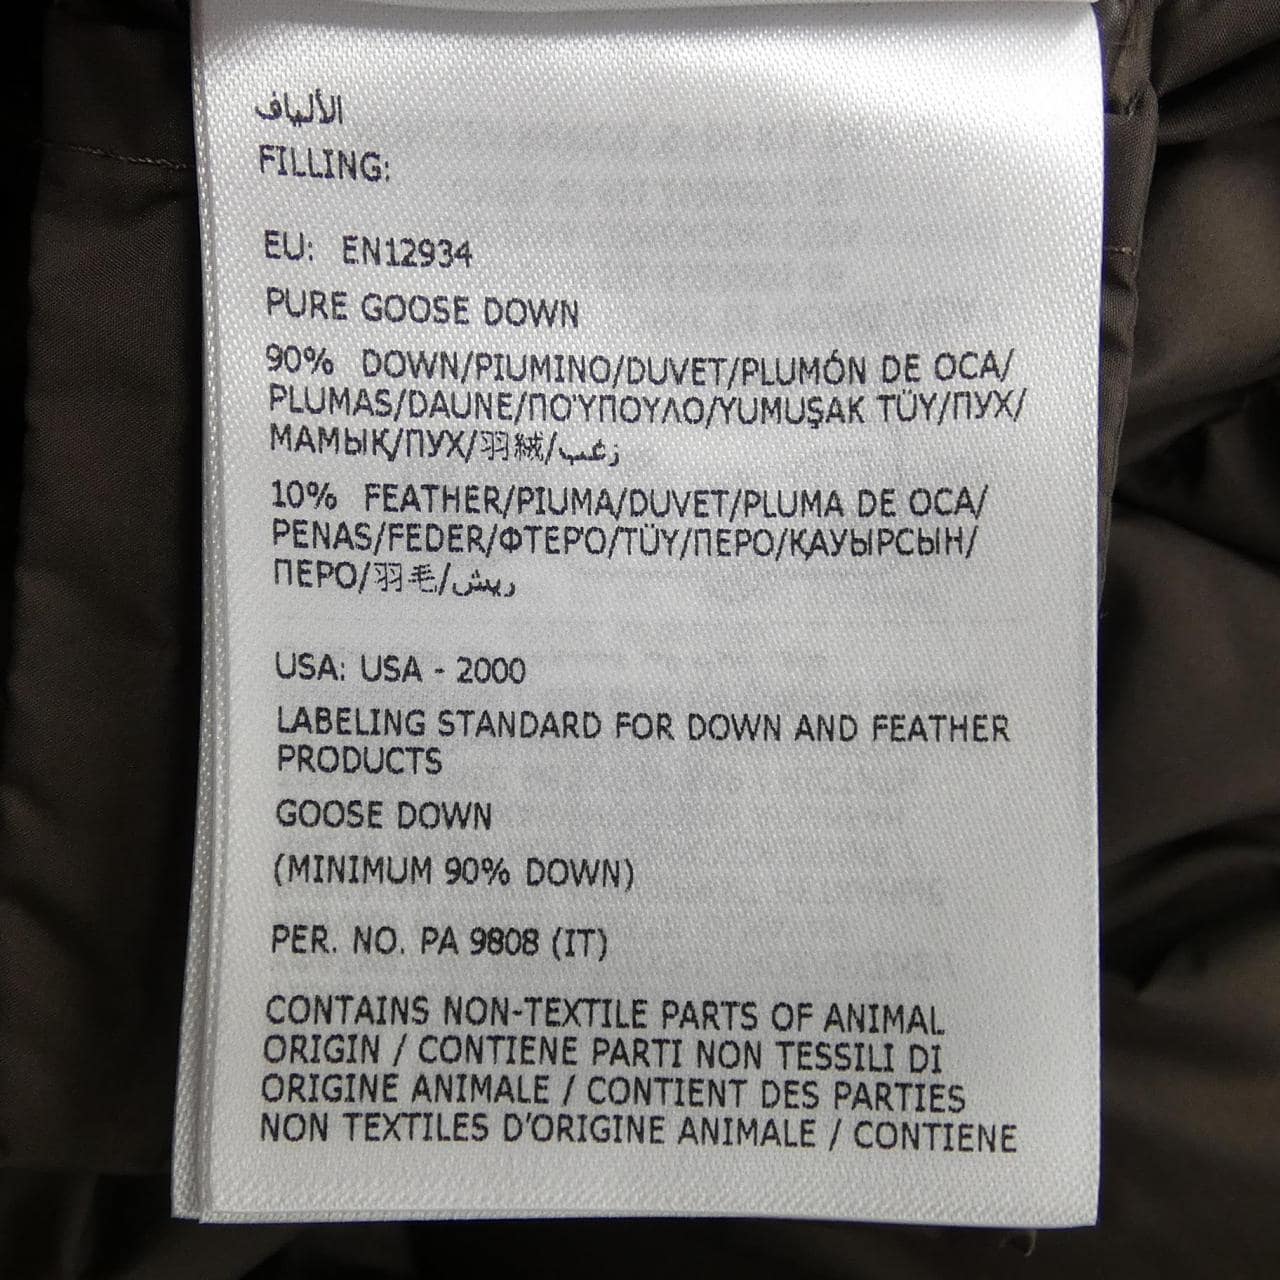 الألياف
FILLING:
EU: EN12934
PURE GOOSE DOWN
90% DOWN/PIUMINO/DUVET/PLUMÓN DE OCA/
PLUMAS/DAUNE/ΠΟΎΠΟΥΛΟ/YUMUŞAK TÜY/ПУХ/
МАМЫҚ/ПУХ/羽絨/زغب
10% FEATHER/PIUMA/DUVET/PLUMA DE OCA/
PENAS/FEDER/ΦΤΕΡΌ/TÜY/ПЕРО/ҚАУЫРСЫН/
ПЕРО/羽毛/ريش
USA: USA - 2000
LABELING STANDARD FOR DOWN AND FEATHER
PRODUCTS
GOOSE DOWN
(MINIMUM 90% DOWN)
PER. NO. PA 9808 (IT)
CONTAINS NON-TEXTILE PARTS OF ANIMAL
ORIGIN / CONTIENE PARTI NON TESSILI DI
ORIGINE ANIMALE / CONTIENT DES PARTIES
NON TEXTILES D'ORIGINE ANIMALE / CONTIENE